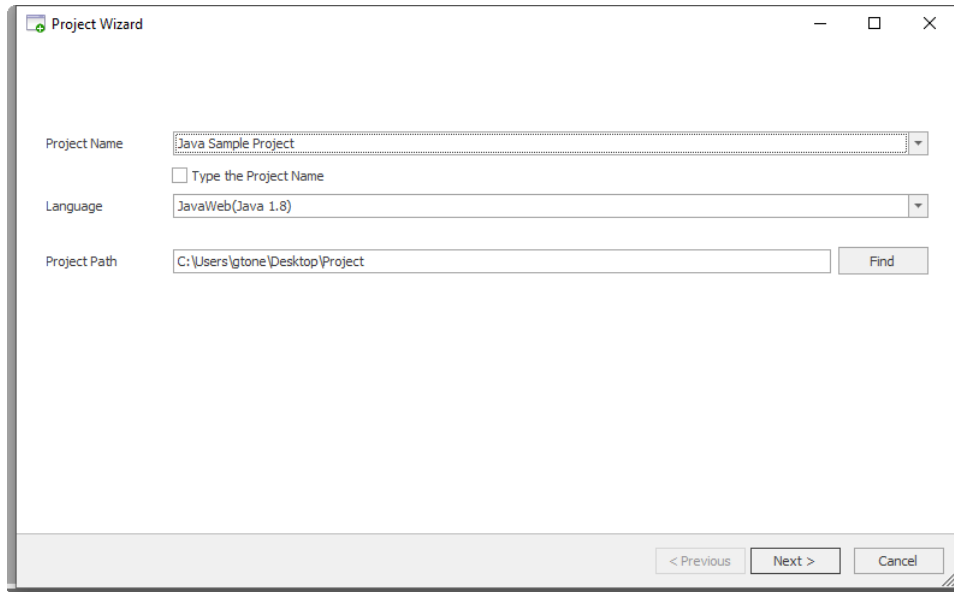 Project Wizard
Project Name Java Sample Project
Type the Project Name
Language JavaWeb(Java 1.8)
Project Path C:\Users\gtone\Desktop\Project Find
< Previous Next > Cancel